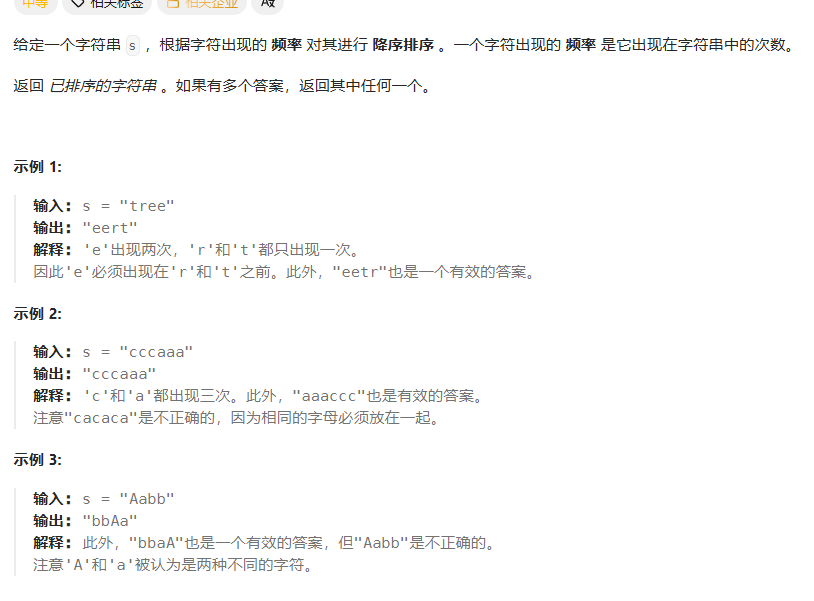 中等 相关标签 相关企业 Aあ
给定一个字符串 s ，根据字符出现的 频率 对其进行 降序排序 。一个字符出现的 频率 是它出现在字符串中的次数。
返回 已排序的字符串 。如果有多个答案，返回其中任何一个。
示例 1:
输入: s = "tree"
输出: "eert"
解释: 'e'出现两次，'r'和't'都只出现一次。
因此'e'必须出现在'r'和't'之前。此外，"eetr"也是一个有效的答案。
示例 2:
输入: s = "cccaaa"
输出: "cccaaa"
解释: 'c'和'a'都出现三次。此外，"aaaccc"也是有效的答案。
注意"cacaca"是不正确的，因为相同的字母必须放在一起。
示例 3:
输入: s = "Aabb"
输出: "bbAa"
解释: 此外，"bbaA"也是一个有效的答案，但"Aabb"是不正确的。
注意'A'和'a'被认为是两种不同的字符。